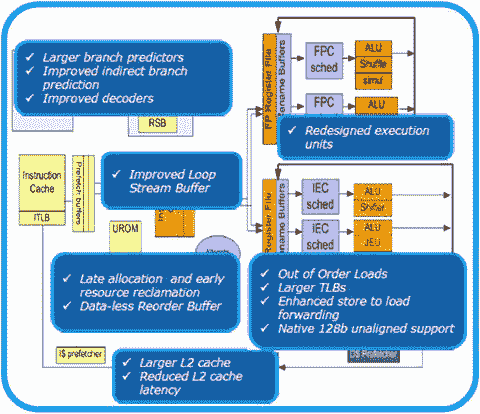 ✓ Larger branch predictors
✓ Improved indirect branch
prediction
✓ Improved decoders
RSB
FP Register File
Rename Buffers
FPC
sched
ALU
Shuffle
simul
FPC
ALU
✓ Redesigned execution
units
Instruction
Cache
ITLB
Prefetch buffers
✓ Improved Loop
Stream Buffer
UROM
Register File
Rename Buffers
IEC
sched
ALU
Shifter
IEC
sched
ALU
JEU
✓ Late allocation and early
resource reclamation
✓ Data-less Reorder Buffer
✓ Out of Order Loads
✓ Larger TLBs
✓ Enhanced store to load
forwarding
✓ Native 128b unaligned support
I$ prefetcher
✓ Larger L2 cache
✓ Reduced L2 cache
latency
D$ Prefetcher